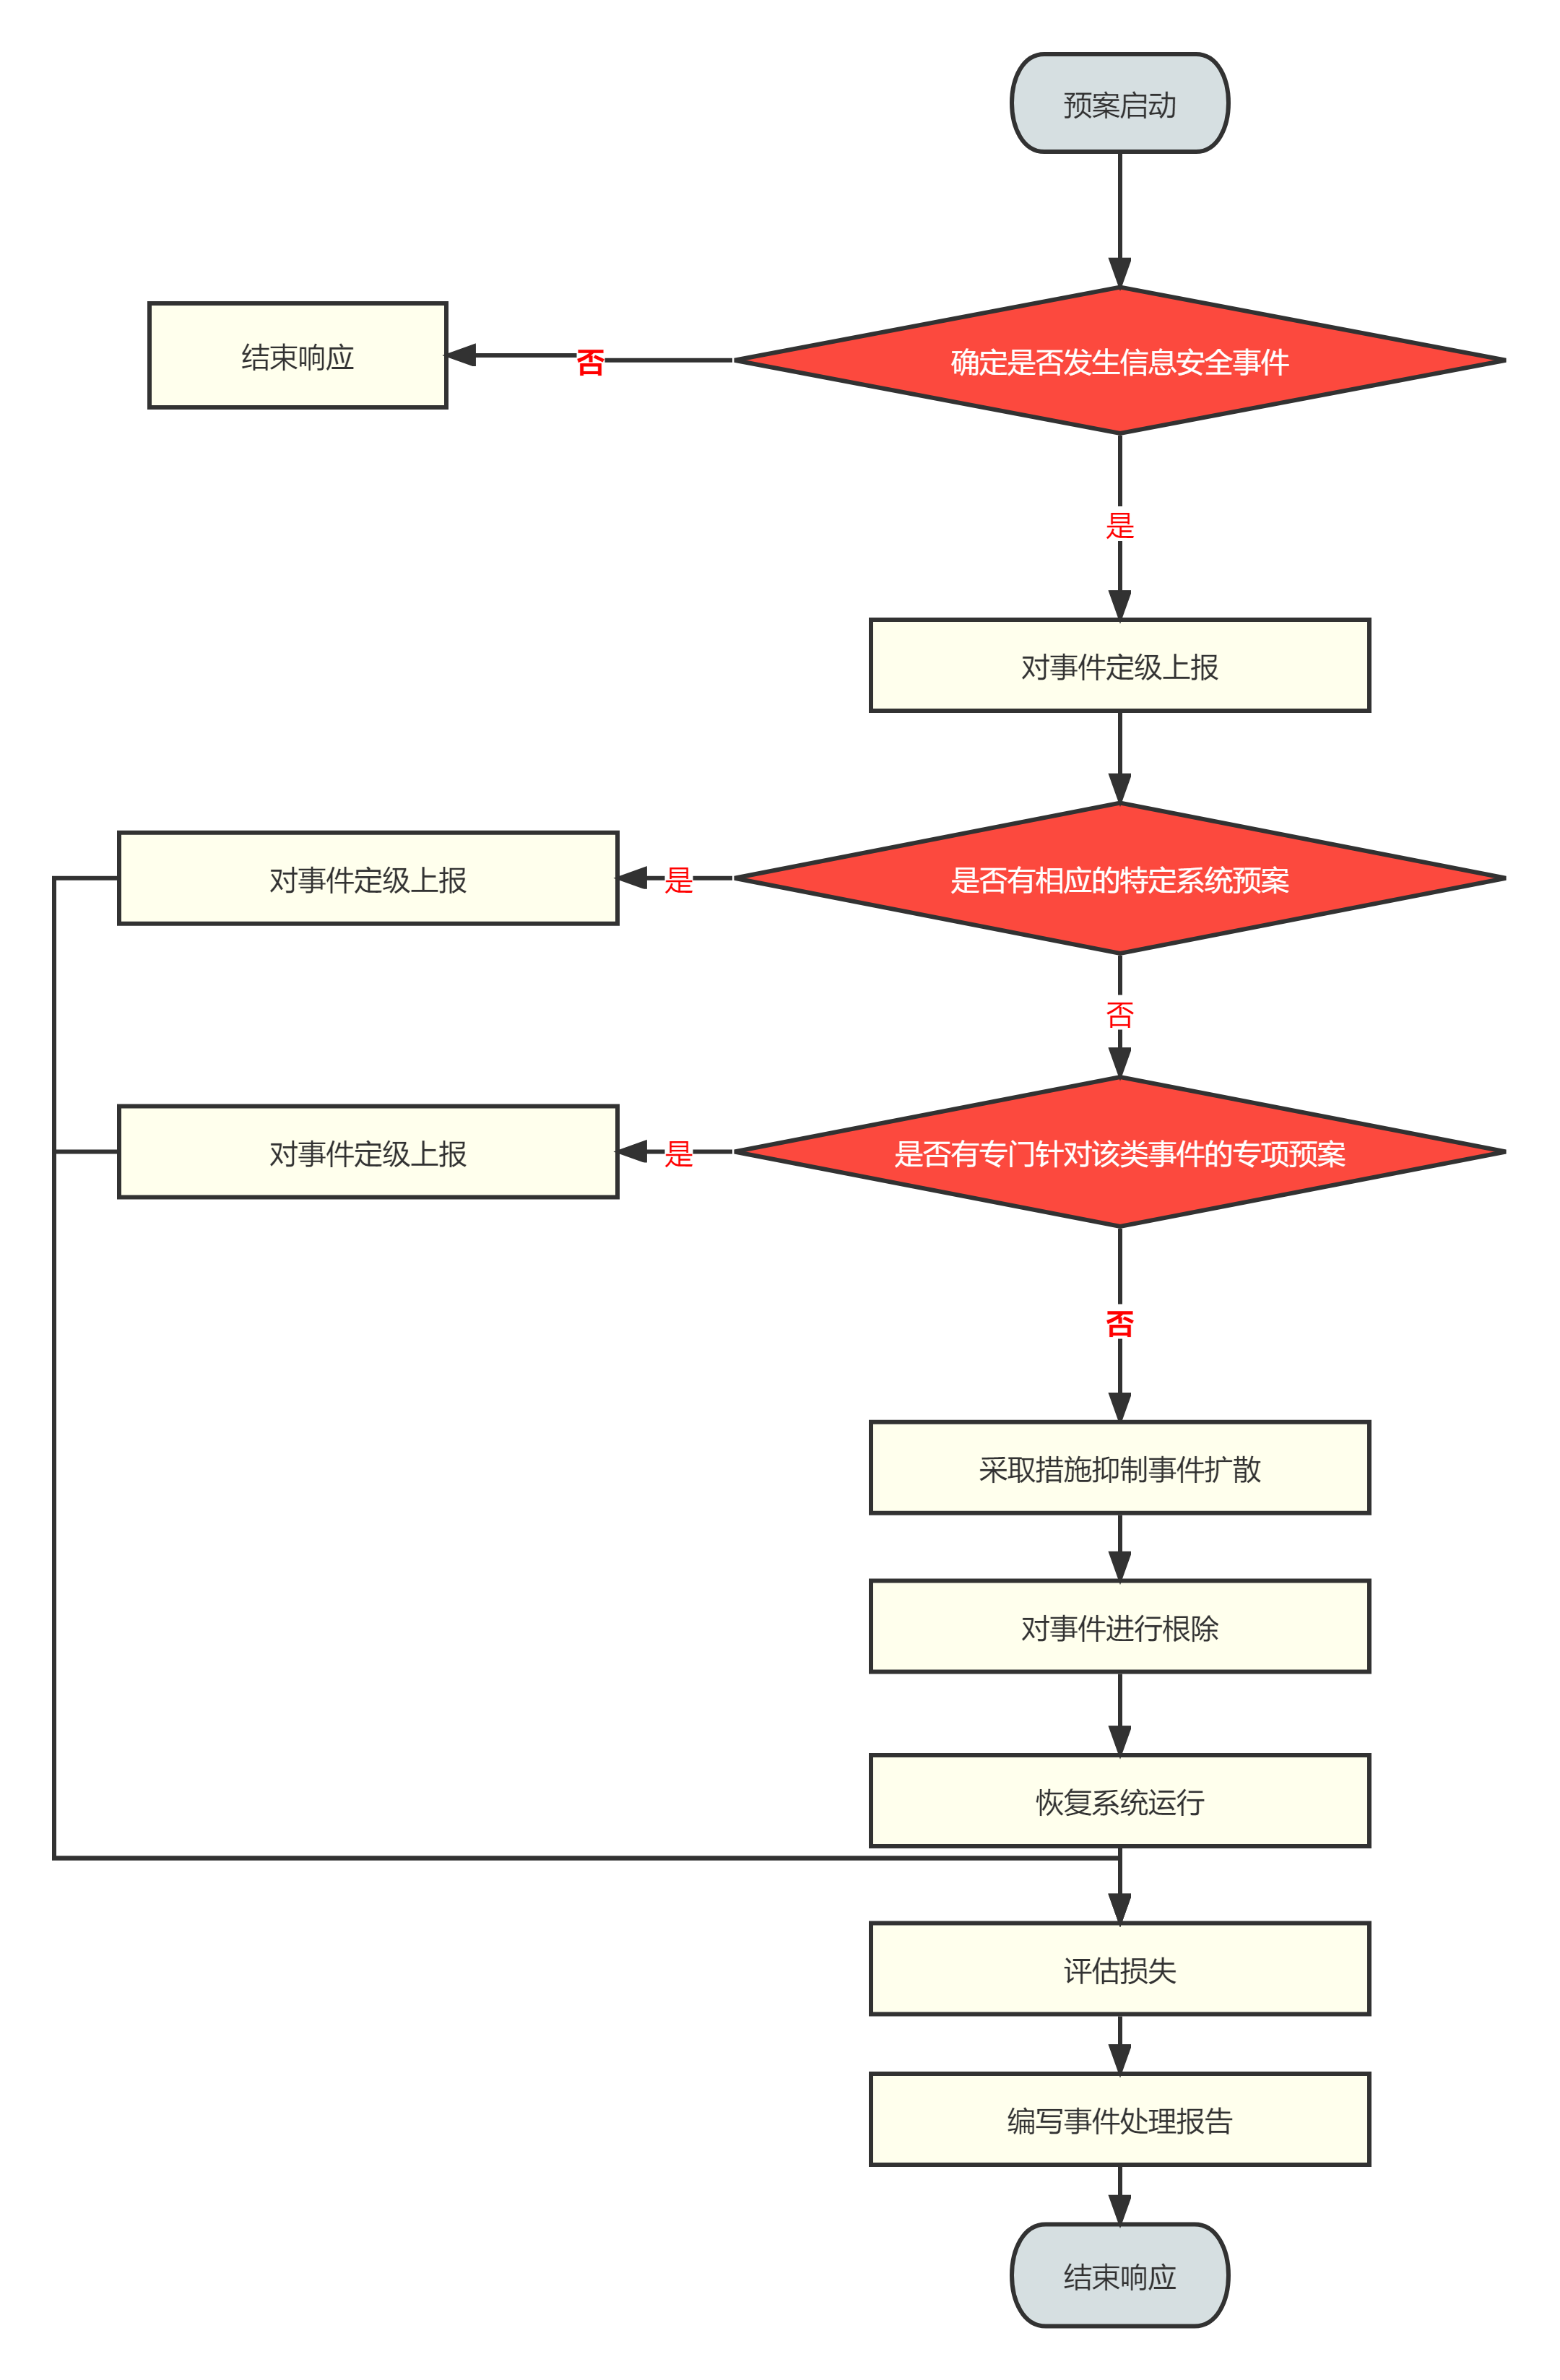 预案启动
确定是否发生信息安全事件
否
结束响应
是
对事件定级上报
是否有相应的特定系统预案
是
对事件定级上报
否
是否有专门针对该类事件的专项预案
是
对事件定级上报
否
采取措施抑制事件扩散
对事件进行根除
恢复系统运行
评估损失
编写事件处理报告
结束响应